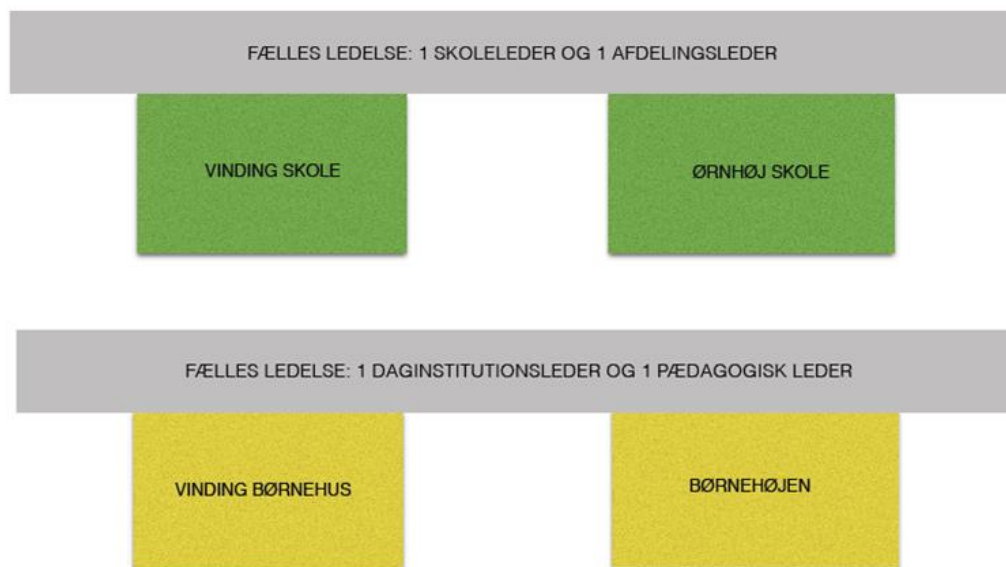 FÆLLES LEDELSE: 1 SKOLELEDER OG 1 AFDELINGSLEDER
VINDING SKOLE
ØRNHØJ SKOLE
FÆLLES LEDELSE: 1 DAGINSTITUTIONSLEDER OG 1 PÆDAGOGISK LEDER
VINDING BØRNEHUS
BØRNEHØJEN